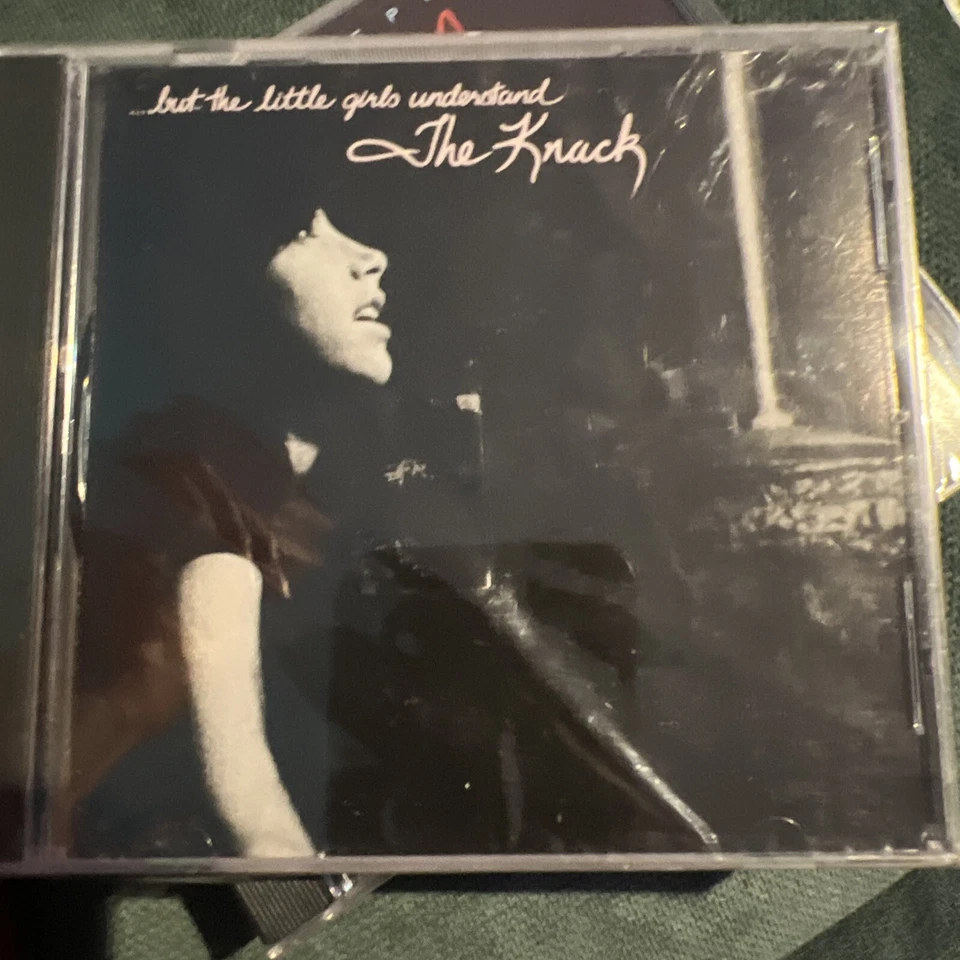 ...but the little girls understand
The Knack